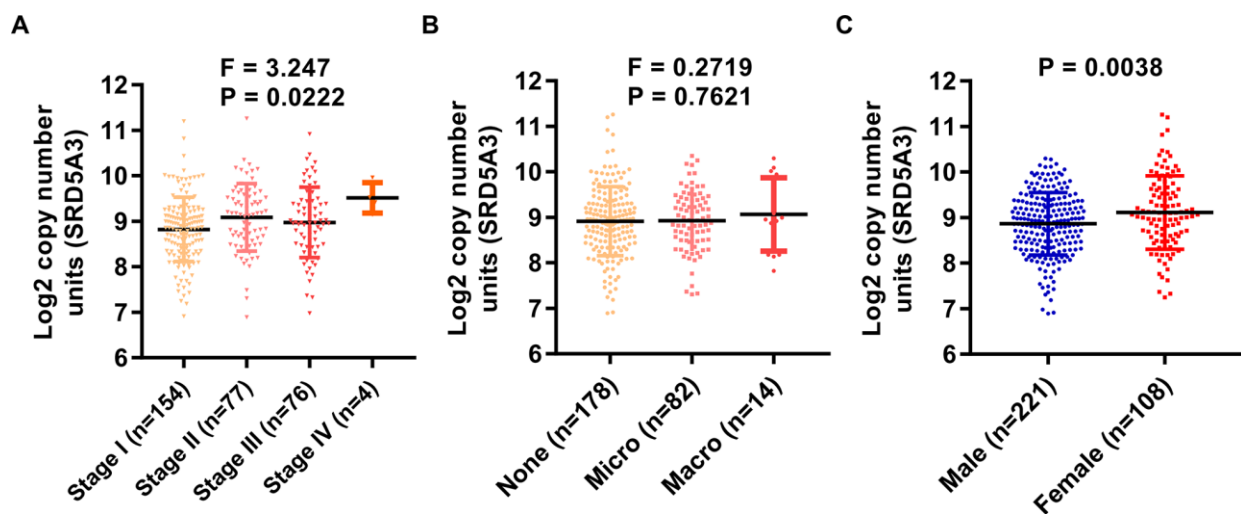 A
F = 3.247
P = 0.0222
Log2 copy number
units (SRD5A3)
12
11
10
9
8
7
6
Stage I (n=154)
Stage II (n=77)
Stage III (n=76)
Stage IV (n=4)
B
F = 0.2719
P = 0.7621
Log2 copy number
units (SRD5A3)
12
11
10
9
8
7
6
None (n=178)
Micro (n=82)
Macro (n=14)
C
P = 0.0038
Log2 copy number
units (SRD5A3)
12
11
10
9
8
7
6
Male (n=221)
Female (n=108)